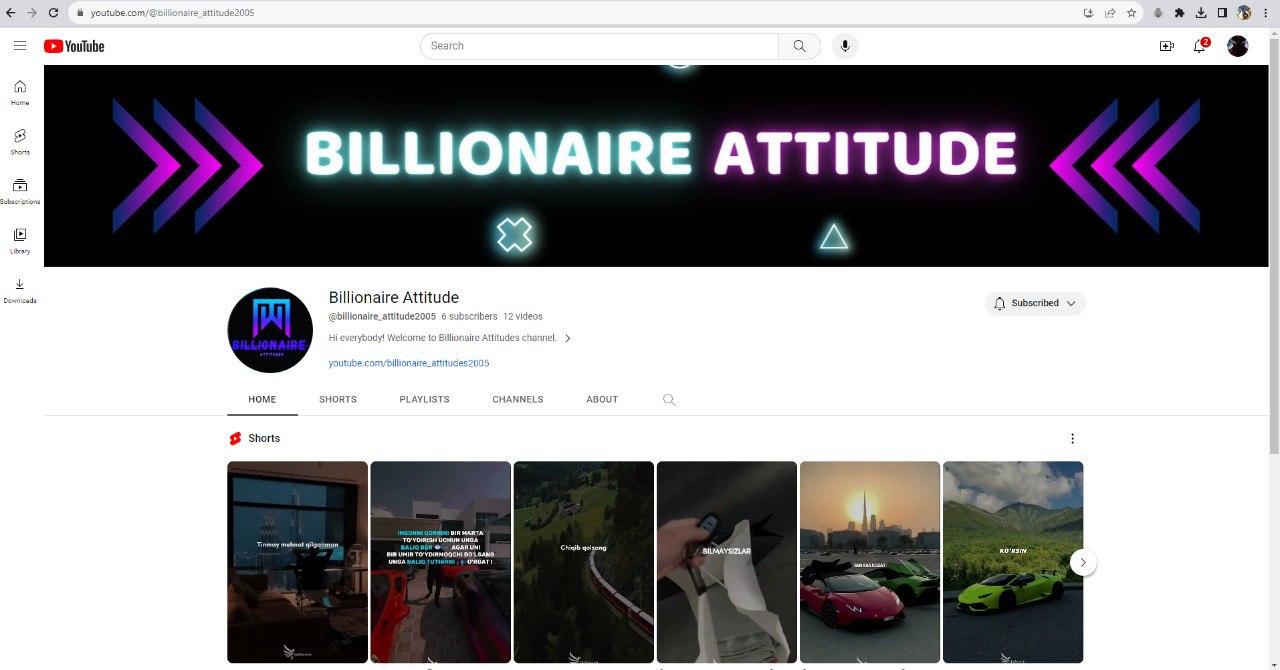 youtube.com/@billionaire_attitude2005
YouTube
Search
2
Home
Shorts
Subscriptions
Library
Downloads
BILLIONAIRE ATTITUDE
BILLIONAIRE
ATTITUDES
Billionaire Attitude
@billionaire_attitude2005 6 subscribers 12 videos
Hi everybody! Welcome to Billionaire Attitudes channel.
youtube.com/billionaire_attitudes2005
Subscribed
HOME SHORTS PLAYLISTS CHANNELS ABOUT
Shorts
Tinmay mehnat qilganman
INSONNI QORNINI BIR MARTA
TO'YDIRISH UCHUN UNGA
BALIQ BER - AGAR UNI
BIR UMIR TO'YDIRNOQCHI BO'LSANG
UNGA BALIQ TUTISHNI O'RGAT !
Chiqib qolsang
BILMAYSIZLAR
KO'RSIN